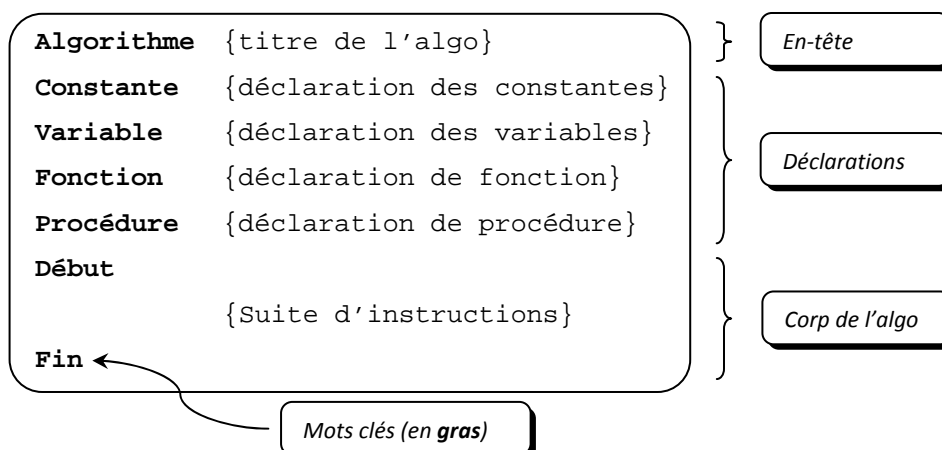 Algorithme {titre de l’algo}
En-tête
Constante {déclaration des constantes}
Variable {déclaration des variables}
Déclarations
Fonction {déclaration de fonction}
Procédure {déclaration de procédure}
Début
{Suite d’instructions}
Corp de l’algo
Fin
Mots clés (en gras)